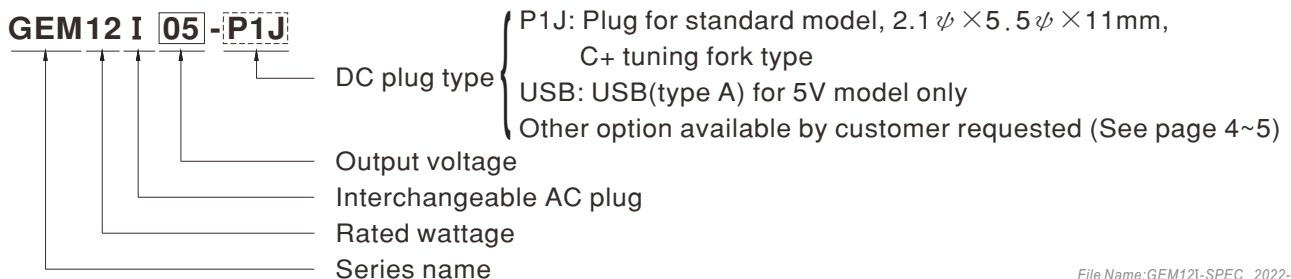 GEM12 I 05 - P1J
P1J: Plug for standard model, 2.1ψ×5.5ψ×11mm,
C+ tuning fork type
DC plug type
USB: USB(type A) for 5V model only
Other option available by customer requested (See page 4~5)
Output voltage
Interchangeable AC plug
Rated wattage
Series name
File Name:GEM12I-SPEC 2022-